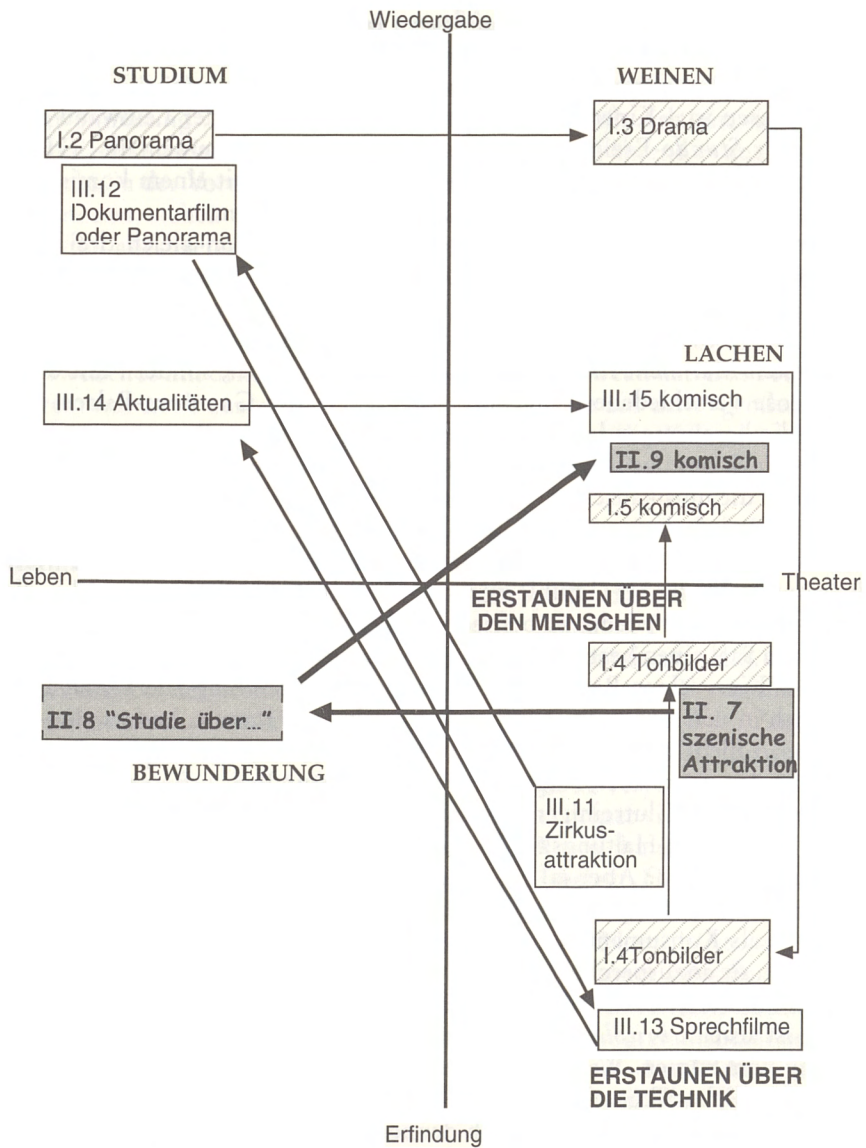 Wiedergabe
STUDIUM
WEINEN
I.2 Panorama
I.3 Drama
III.12
Dokumentarfilm
oder Panorama
LACHEN
III.14 Aktualitäten
III.15 komisch
II.9 komisch
I.5 komisch
Leben
Theater
ERSTAUNEN ÜBER
DEN MENSCHEN
I.4 Tonbilder
II.8 "Studie über..."
II. 7
szenische
Attraktion
BEWUNDERUNG
III.11
Zirkus-
attraktion
I.4Tonbilder
III.13 Sprechfilme
ERSTAUNEN ÜBER
DIE TECHNIK
Erfindung